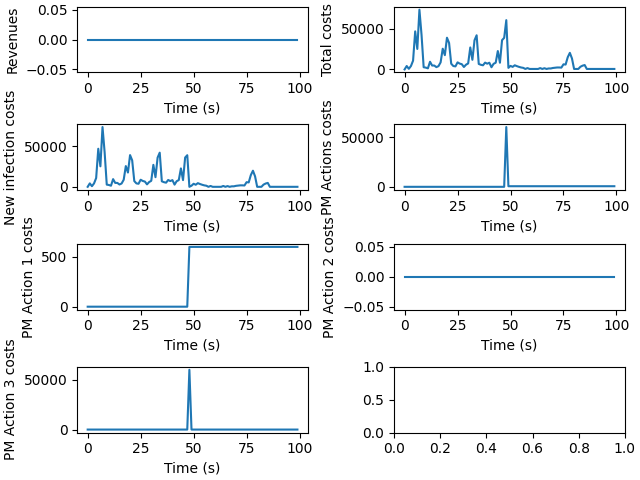 Revenues
0.05
0.00
−0.05
0 25 50 75 100
Time (s)
Total costs
50000
0
0 25 50 75 100
Time (s)
New infection costs
50000
0
0 25 50 75 100
Time (s)
PM Actions costs
50000
0
0 25 50 75 100
Time (s)
PM Action 1 costs
500
0
0 25 50 75 100
Time (s)
PM Action 2 costs
0.05
0.00
−0.05
0 25 50 75 100
Time (s)
PM Action 3 costs
50000
0
0 25 50 75 100
Time (s)
1.0
0.5
0.0
0.0 0.2 0.4 0.6 0.8 1.0